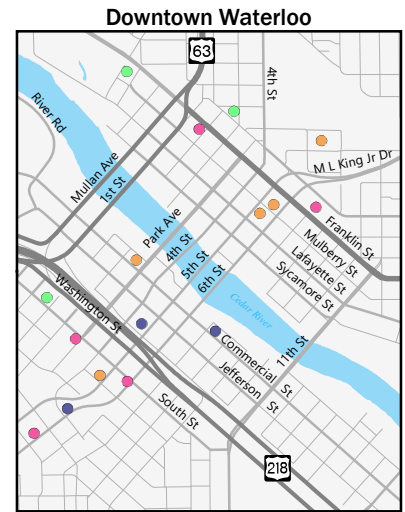 Downtown Waterloo
63
4th St
River Rd
M L King Jr Dr
Mullan Ave
1st St
Park Ave
Franklin St
4th St
Mulberry St
5th St
Lafayette St
6th St
Sycamore St
Washington St
Cedar River
11th St
Commercial St
Jefferson St
South St
218